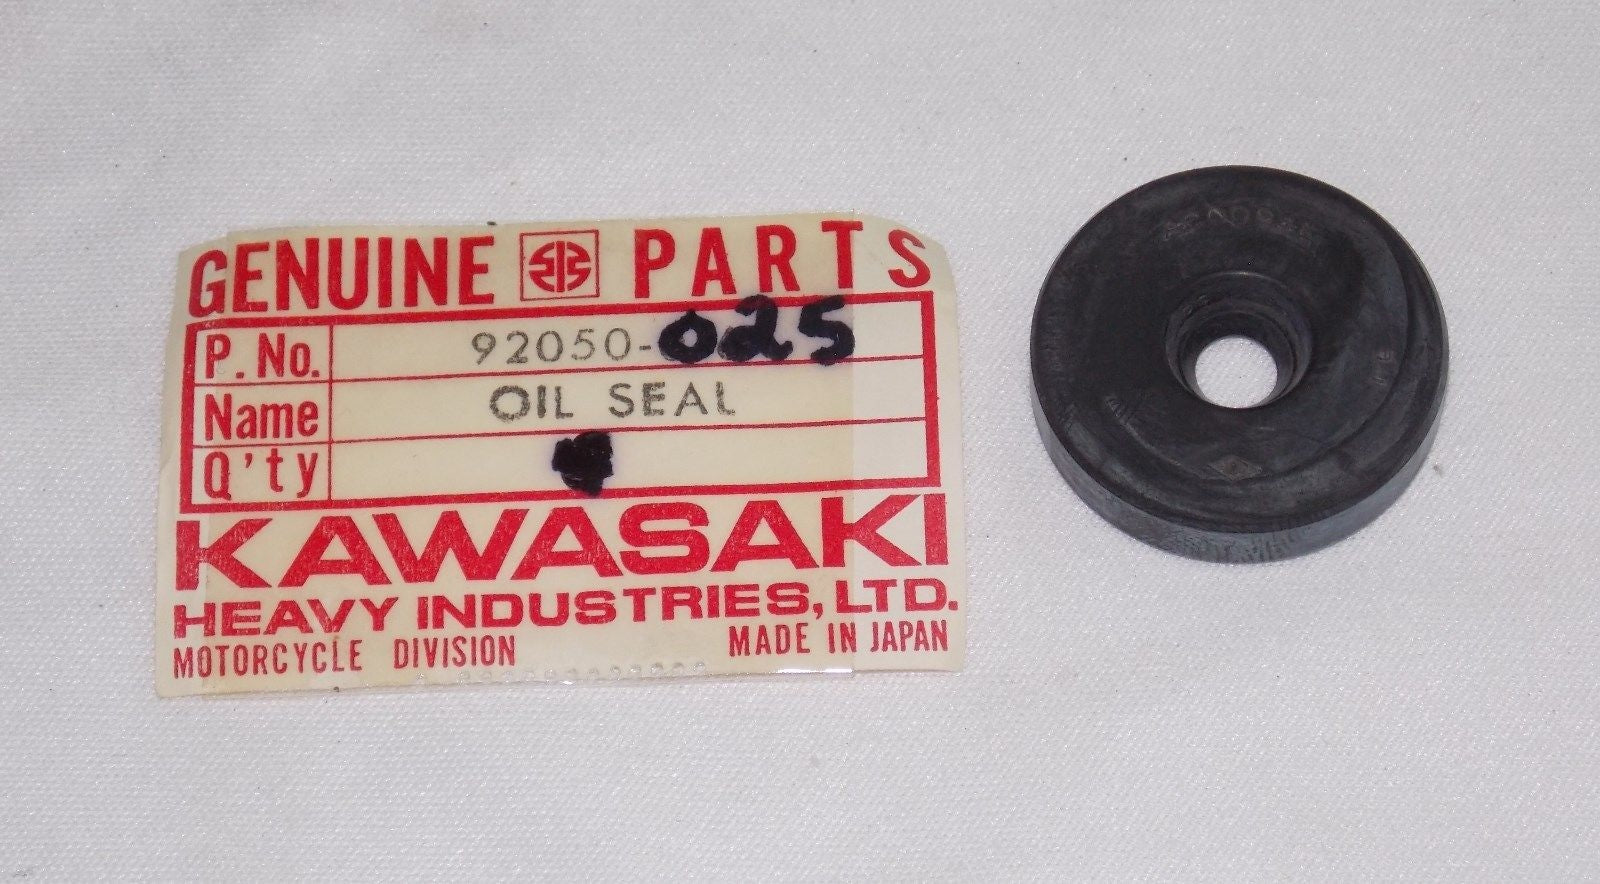 GENUINE PARTS
P. No. 92050-025
Name OIL SEAL
Q'ty
KAWASAKI
HEAVY INDUSTRIES, LTD.
MOTORCYCLE DIVISION MADE IN JAPAN